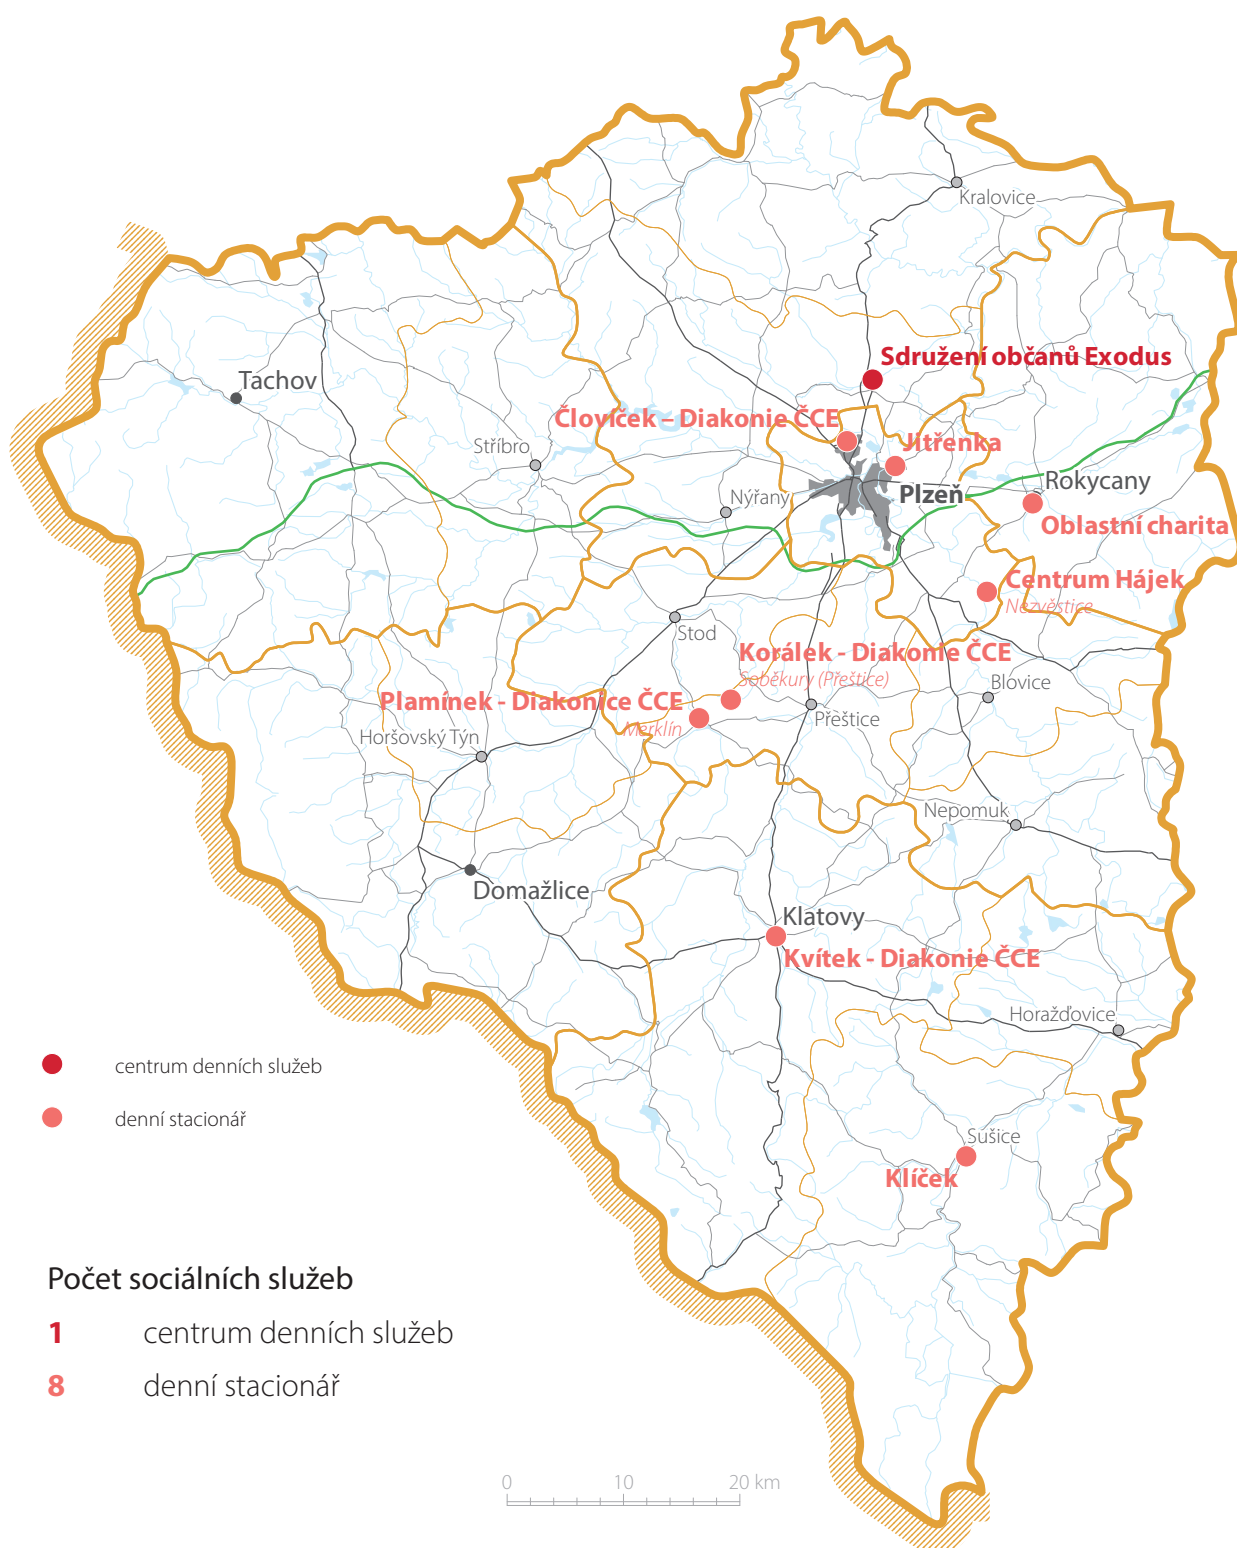 Kralovice
Sdružení občanů Exodus
Tachov
Človíček – Diakonie ČCE
Jitřenka
Stříbro
Rokycany
Nýřany
Plzeň
Oblastní charita
Centrum Hájek
Nezvěstice
Stod
Korálek - Diakonie ČCE
Soběkury (Přeštice)
Blovice
Plamínek - Diakonice ČCE
Merklín
Přeštice
Horšovský Týn
Nepomuk
Domažlice
Klatovy
Kvítek - Diakonie ČCE
Horažďovice
centrum denních služeb
denní stacionář
Sušice
Klíček
Počet sociálních služeb
1 centrum denních služeb
8 denní stacionář
0 10 20 km